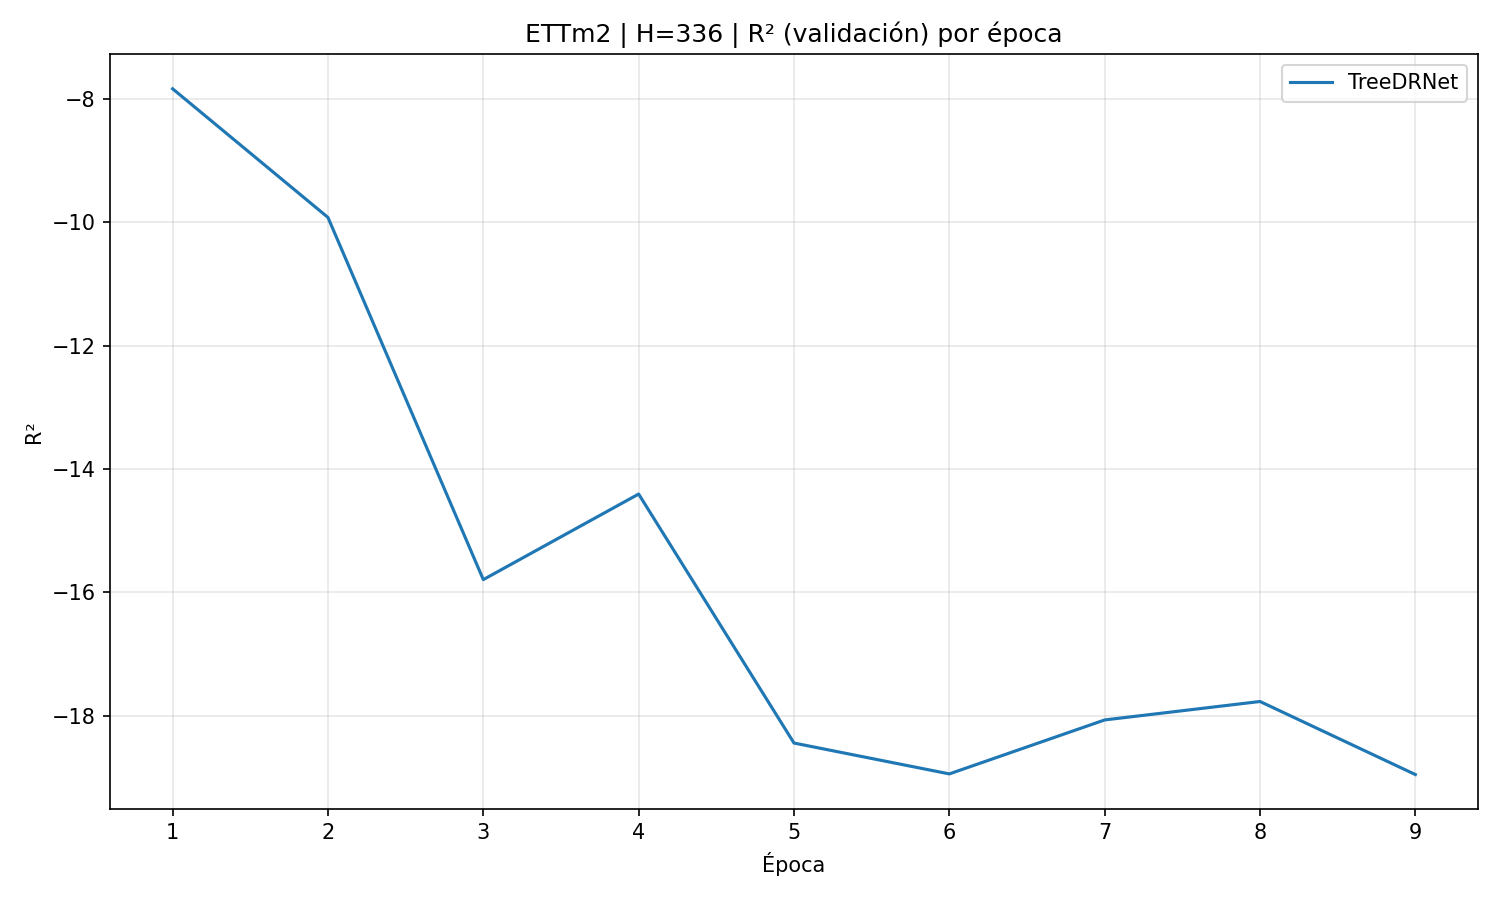 ETTm2 | H=336 | R² (validación) por época
TreeDRNet
−8
−10
−12
−14
−16
−18
R²
1 2 3 4 5 6 7 8 9
Época